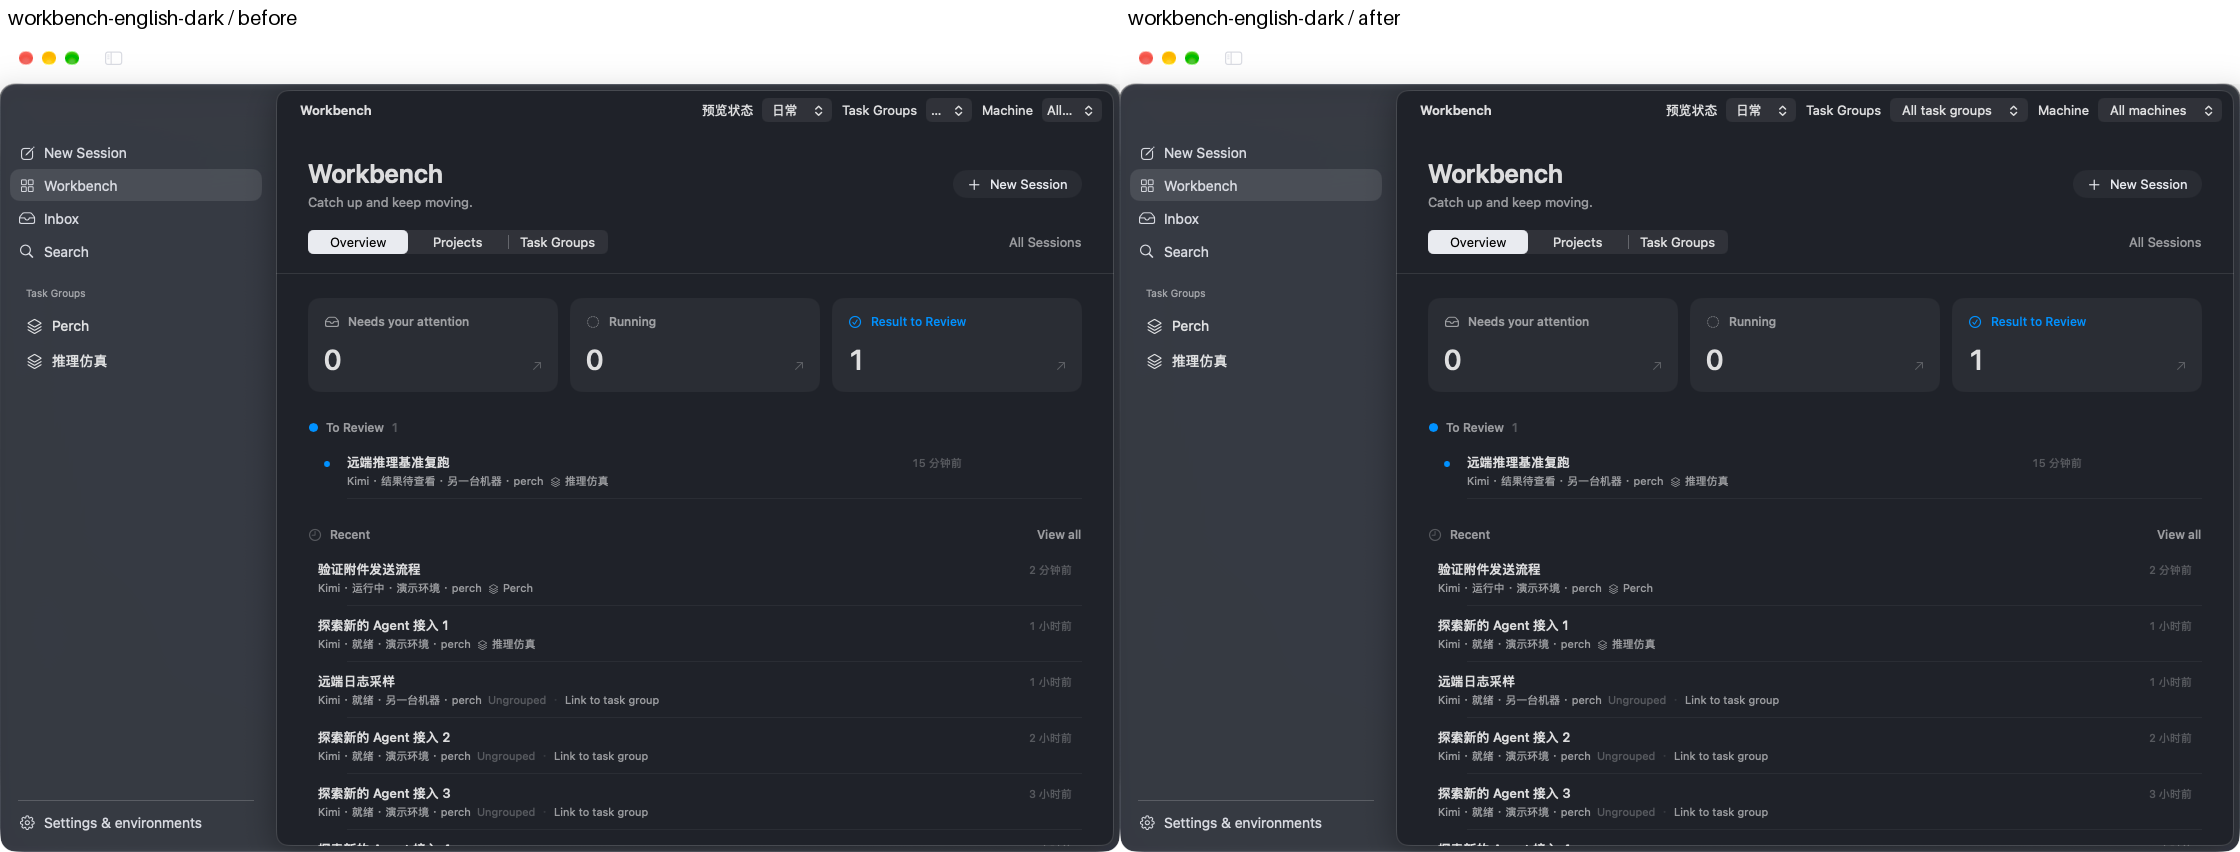 workbench-english-dark / before
Workbench
预览状态 日常 Task Groups ... Machine All...
New Session
Workbench
Inbox
Search
Task Groups
Perch
推理仿真
Settings & environments
Workbench
Catch up and keep moving.
New Session
Overview Projects Task Groups
All Sessions
Needs your attention
0
Running
0
Result to Review
1
To Review 1
远端推理基准复跑
15 分钟前
Kimi · 结果待查看 · 另一台机器 · perch 推理仿真
Recent
View all
验证附件发送流程
2 分钟前
Kimi · 运行中 · 演示环境 · perch Perch
探索新的 Agent 接入 1
1 小时前
Kimi · 就绪 · 演示环境 · perch 推理仿真
远端日志采样
1 小时前
Kimi · 就绪 · 另一台机器 · perch Ungrouped · Link to task group
探索新的 Agent 接入 2
2 小时前
Kimi · 就绪 · 演示环境 · perch Ungrouped · Link to task group
探索新的 Agent 接入 3
3 小时前
Kimi · 就绪 · 演示环境 · perch Ungrouped · Link to task group
workbench-english-dark / after
Workbench
预览状态 日常 Task Groups All task groups Machine All machines
New Session
Workbench
Inbox
Search
Task Groups
Perch
推理仿真
Settings & environments
Workbench
Catch up and keep moving.
New Session
Overview Projects Task Groups
All Sessions
Needs your attention
0
Running
0
Result to Review
1
To Review 1
远端推理基准复跑
15 分钟前
Kimi · 结果待查看 · 另一台机器 · perch 推理仿真
Recent
View all
验证附件发送流程
2 分钟前
Kimi · 运行中 · 演示环境 · perch Perch
探索新的 Agent 接入 1
1 小时前
Kimi · 就绪 · 演示环境 · perch 推理仿真
远端日志采样
1 小时前
Kimi · 就绪 · 另一台机器 · perch Ungrouped · Link to task group
探索新的 Agent 接入 2
2 小时前
Kimi · 就绪 · 演示环境 · perch Ungrouped · Link to task group
探索新的 Agent 接入 3
3 小时前
Kimi · 就绪 · 演示环境 · perch Ungrouped · Link to task group